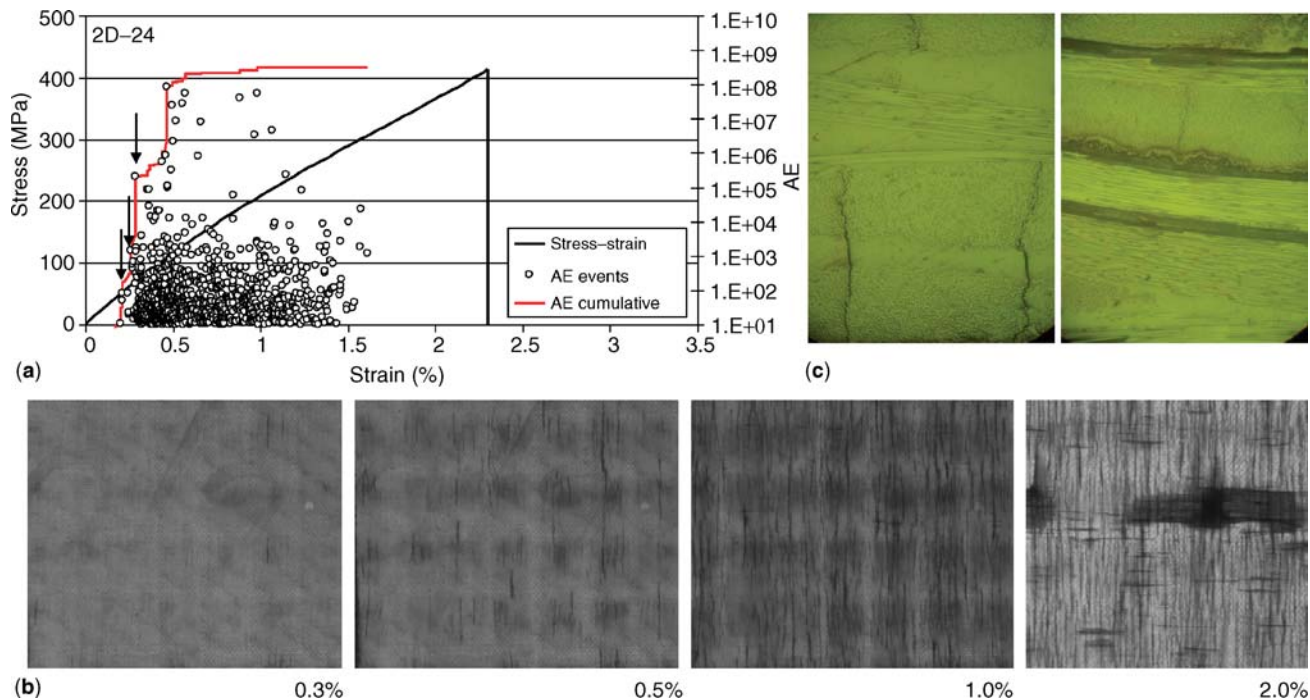 2D–24
Stress (MPa)
500
400
300
200
100
0
1.E+10
1.E+09
1.E+08
1.E+07
1.E+06
1.E+05
1.E+04
1.E+03
1.E+02
1.E+01
AE
Stress–strain
AE events
AE cumulative
0 0.5 1 1.5 2 2.5 3 3.5
Strain (%)
(a)
(c)
(b)
0.3%
0.5%
1.0%
2.0%